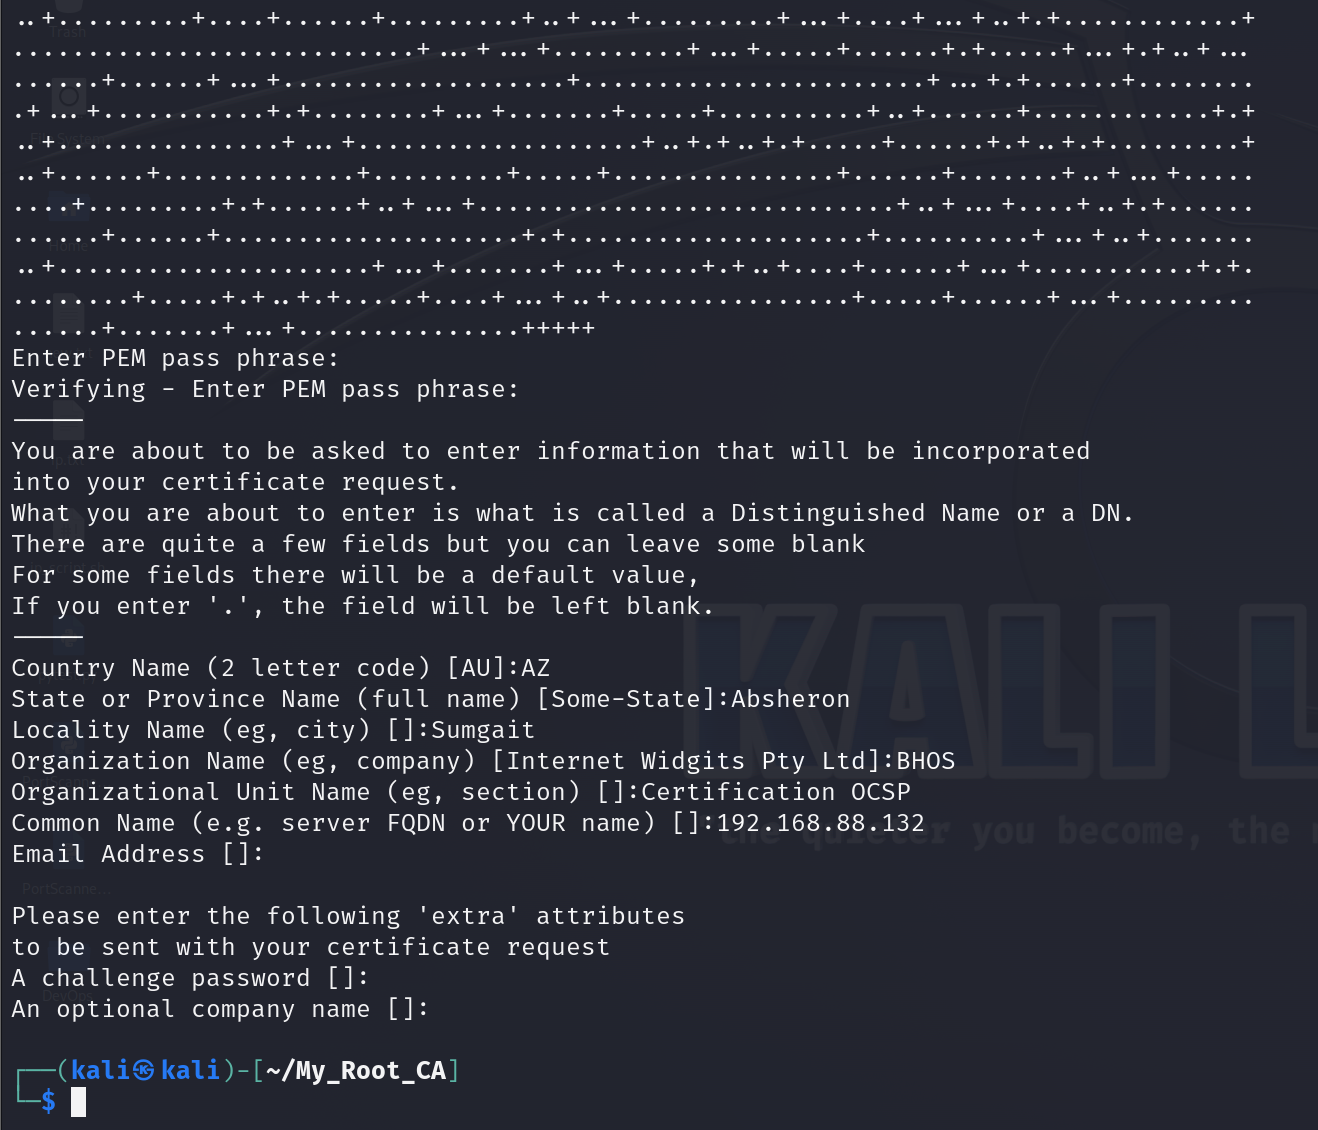 ..+.........+....+......+.........+..+...+.........+...+....+...+..+.+............+
...........................+...+...+.........+...+.....+......+.+.....+...+.+..+...
......+......+...+...................+.......................+...+.+......+........
.+...+...........+.+........+...+.......+.....+..........+..+......+............+.+
..+...............+...+...................+..+.+..+.+.....+......+.+..+.+.........+
..+......+.............+.........+.....+...............+......+.......+..+...+.....
....+.........+.+......+..+...+............................+..+...+....+..+.+......
......+......+....................+.+....................+..........+...+..+.......
..+.....................+...+.......+...+.....+.+..+....+......+...+...........+.+.
........+.....+.+..+.+.....+....+...+..+................+.....+......+...+.........
......+.......+...+...............+++++
Enter PEM pass phrase:
Verifying - Enter PEM pass phrase:
-----
You are about to be asked to enter information that will be incorporated
into your certificate request.
What you are about to enter is what is called a Distinguished Name or a DN.
There are quite a few fields but you can leave some blank
For some fields there will be a default value,
If you enter '.', the field will be left blank.
-----
Country Name (2 letter code) [AU]:AZ
State or Province Name (full name) [Some-State]:Absheron
Locality Name (eg, city) []:Sumgait
Organization Name (eg, company) [Internet Widgits Pty Ltd]:BHOS
Organizational Unit Name (eg, section) []:Certification OCSP
Common Name (e.g. server FQDN or YOUR name) []:192.168.88.132
Email Address []:
Please enter the following 'extra' attributes
to be sent with your certificate request
A challenge password []:
An optional company name []:
┌──(kali㉿kali)-[~/My_Root_CA]
└─$
KALI L
the quieter you become, the
PortScanne...